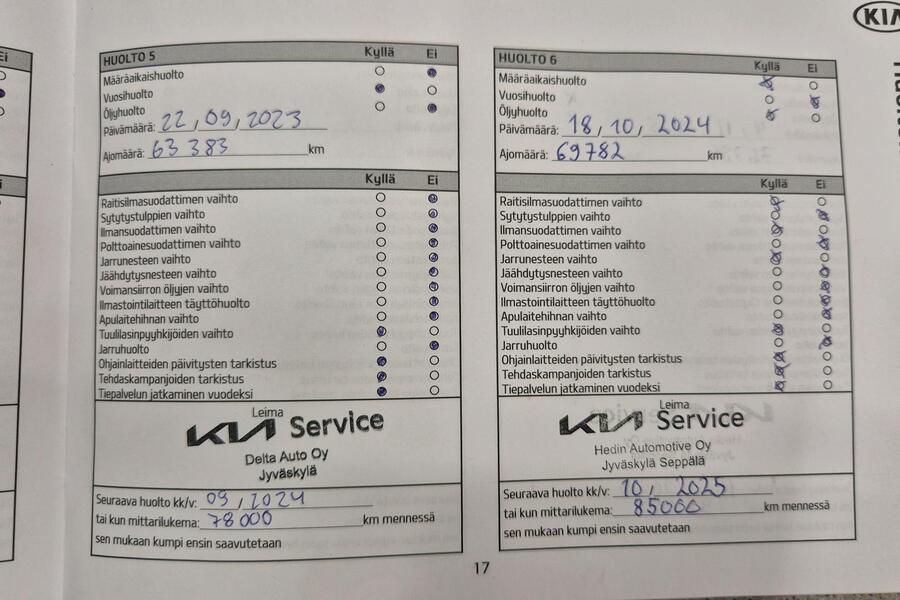 KIA
HUOLTO 5 Kyllä Ei
Määräaikaishuolto
Vuosihuolto
Öljyhuolto
Päivämäärä: 22, 09, 2023
Ajomäärä: 63 383 km
Kyllä Ei
Raitisilmasuodattimen vaihto
Sytytystulppien vaihto
Ilmansuodattimen vaihto
Polttoainesuodattimen vaihto
Jarrunesteen vaihto
Jäähdytysnesteen vaihto
Voimansiirron öljyjen vaihto
Ilmastointilaitteen täyttöhuolto
Apulaitehihnan vaihto
Tuulilasinpyyhkijöiden vaihto
Jarruhuolto
Ohjainlaitteiden päivitysten tarkistus
Tehdaskampanjoiden tarkistus
Tiepalvelun jatkaminen vuodeksi
Leima
KIA Service
Delta Auto Oy
Jyväskylä
Seuraava huolto kk/v: 09, 2024
tai kun mittarilukema: 78 000 km mennessä
sen mukaan kumpi ensin saavutetaan
HUOLTO 6 Kyllä Ei
Määräaikaishuolto
Vuosihuolto
Öljyhuolto
Päivämäärä: 18, 10, 2024
Ajomäärä: 69782 km
Kyllä Ei
Raitisilmasuodattimen vaihto
Sytytystulppien vaihto
Ilmansuodattimen vaihto
Polttoainesuodattimen vaihto
Jarrunesteen vaihto
Jäähdytysnesteen vaihto
Voimansiirron öljyjen vaihto
Ilmastointilaitteen täyttöhuolto
Apulaitehihnan vaihto
Tuulilasinpyyhkijöiden vaihto
Jarruhuolto
Ohjainlaitteiden päivitysten tarkistus
Tehdaskampanjoiden tarkistus
Tiepalvelun jatkaminen vuodeksi
Leima
KIA Service
Hedin Automotive Oy
Jyväskylä Seppälä
Seuraava huolto kk/v: 10, 2025
tai kun mittarilukema: 85000 km mennessä
sen mukaan kumpi ensin saavutetaan
17